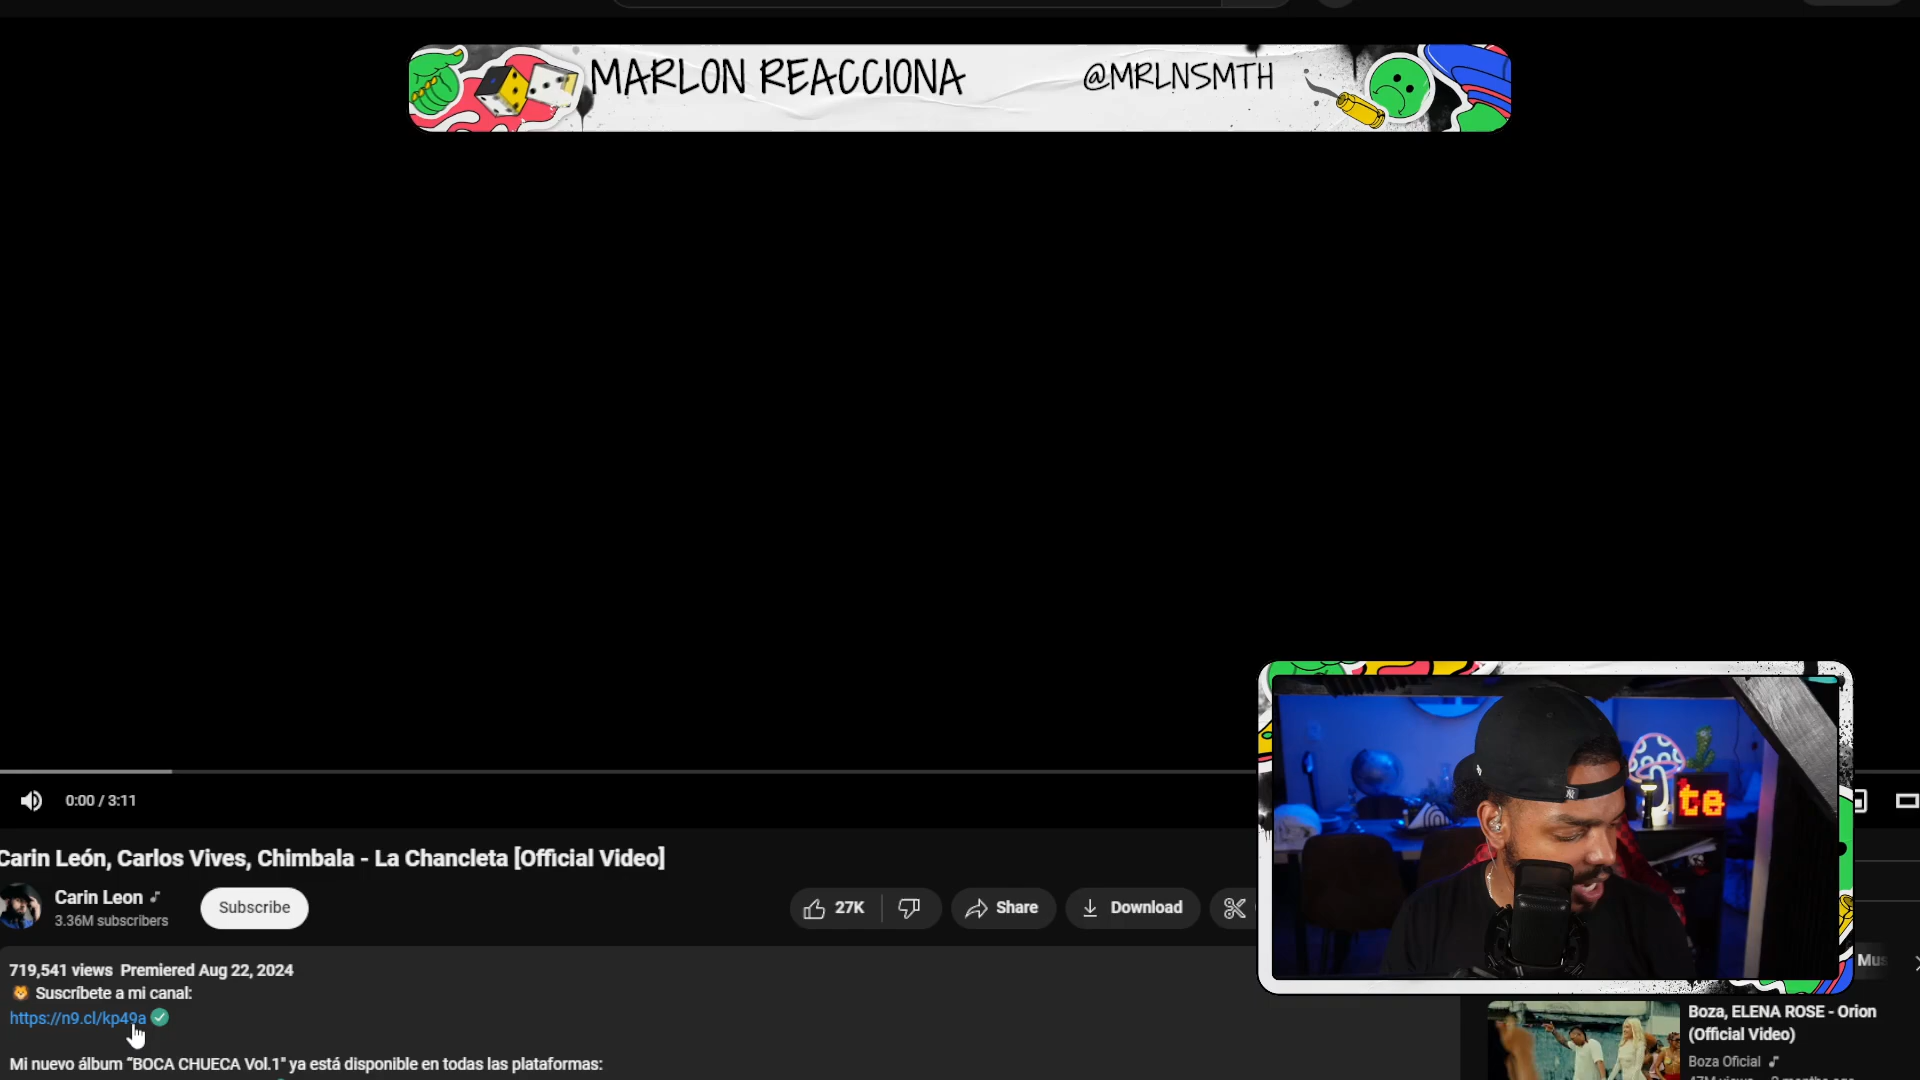 MARLON REACCIONA @MRLNSMTH
0:00 / 3:11
te
Carin León, Carlos Vives, Chimbala - La Chancleta [Official Video]
Carin Leon
3.36M subscribers
Subscribe
27K
Share
Download
719,541 views Premiered Aug 22, 2024
Suscríbete a mi canal:
https://n9.cl/kp49a
Mi nuevo álbum "BOCA CHUECA Vol.1" ya está disponible en todas las plataformas:
Boza, ELENA ROSE - Orion
(Official Video)
Boza Oficial